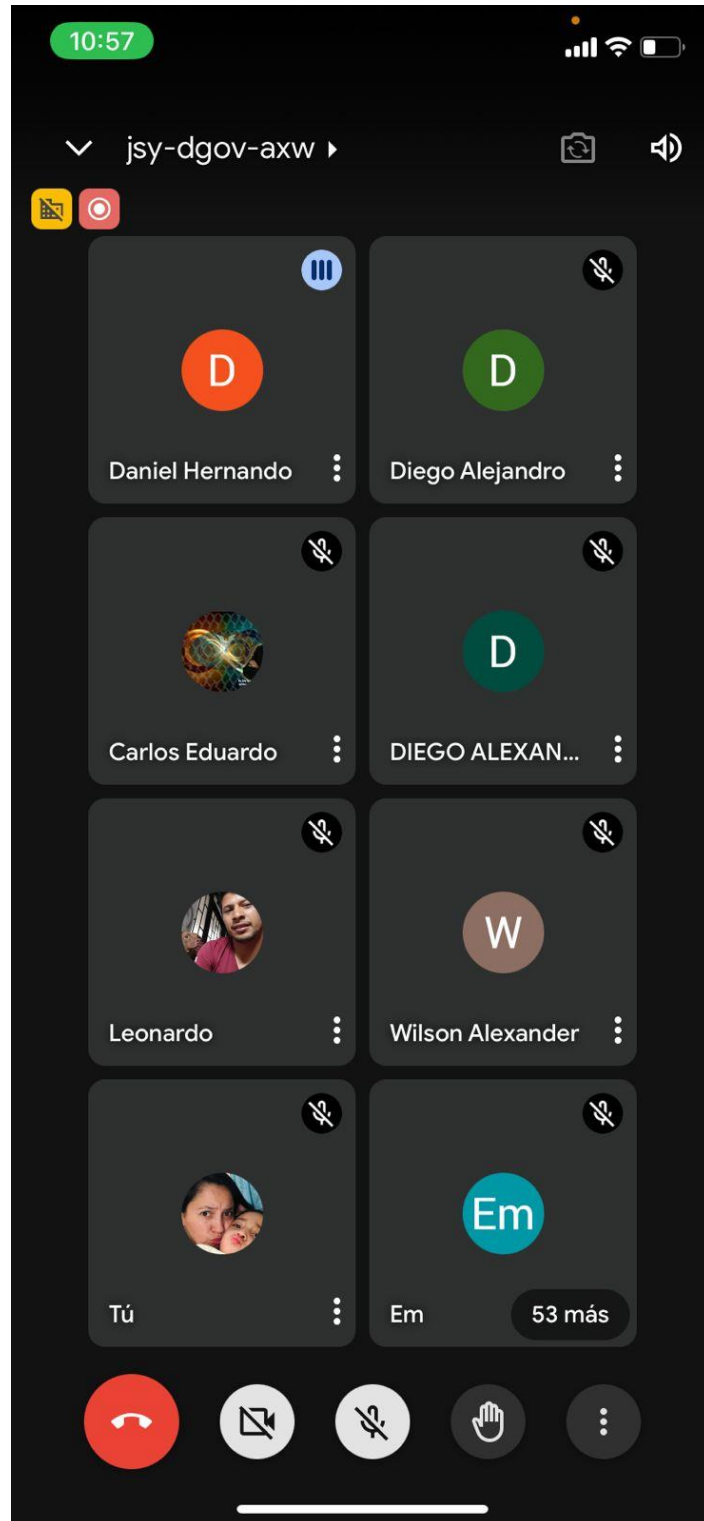 10:57
jsy-dgov-axw
D
D
Daniel Hernando
Diego Alejandro
D
Carlos Eduardo
DIEGO ALEXAN...
W
Leonardo
Wilson Alexander
Em
Tú
Em
53 más